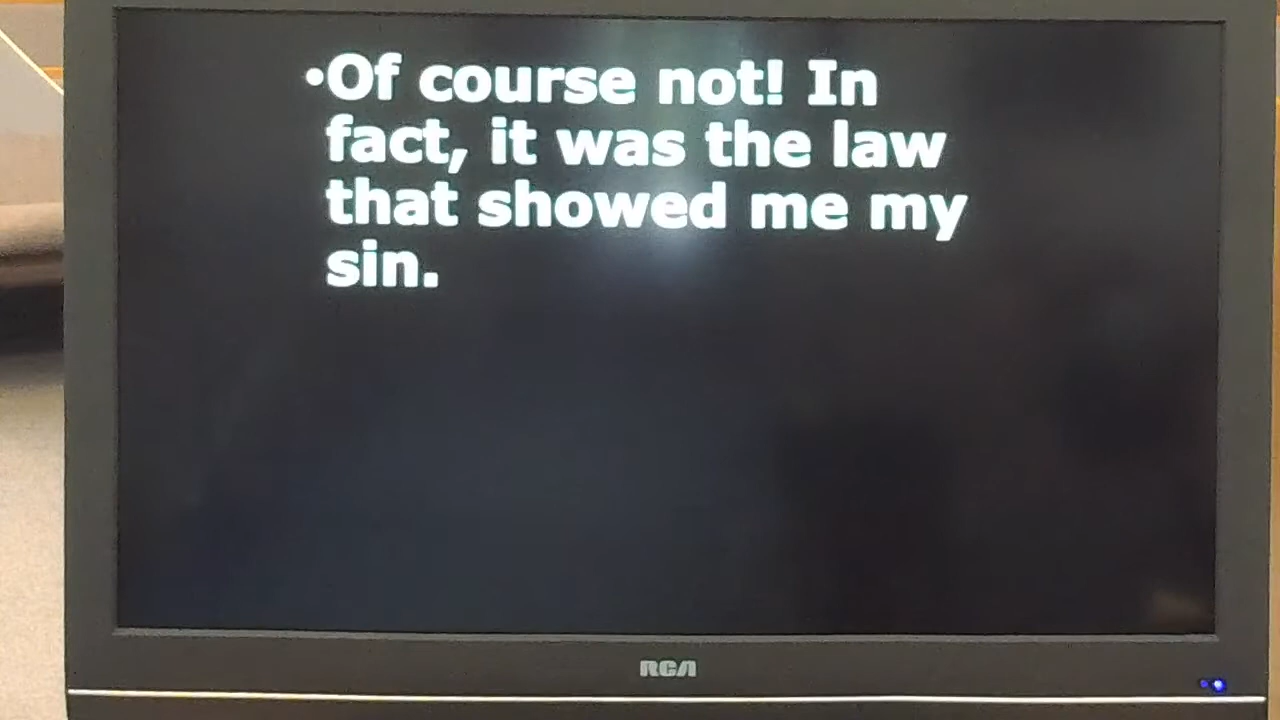 •Of course not! In
fact, it was the law
that showed me my
sin.
RCA